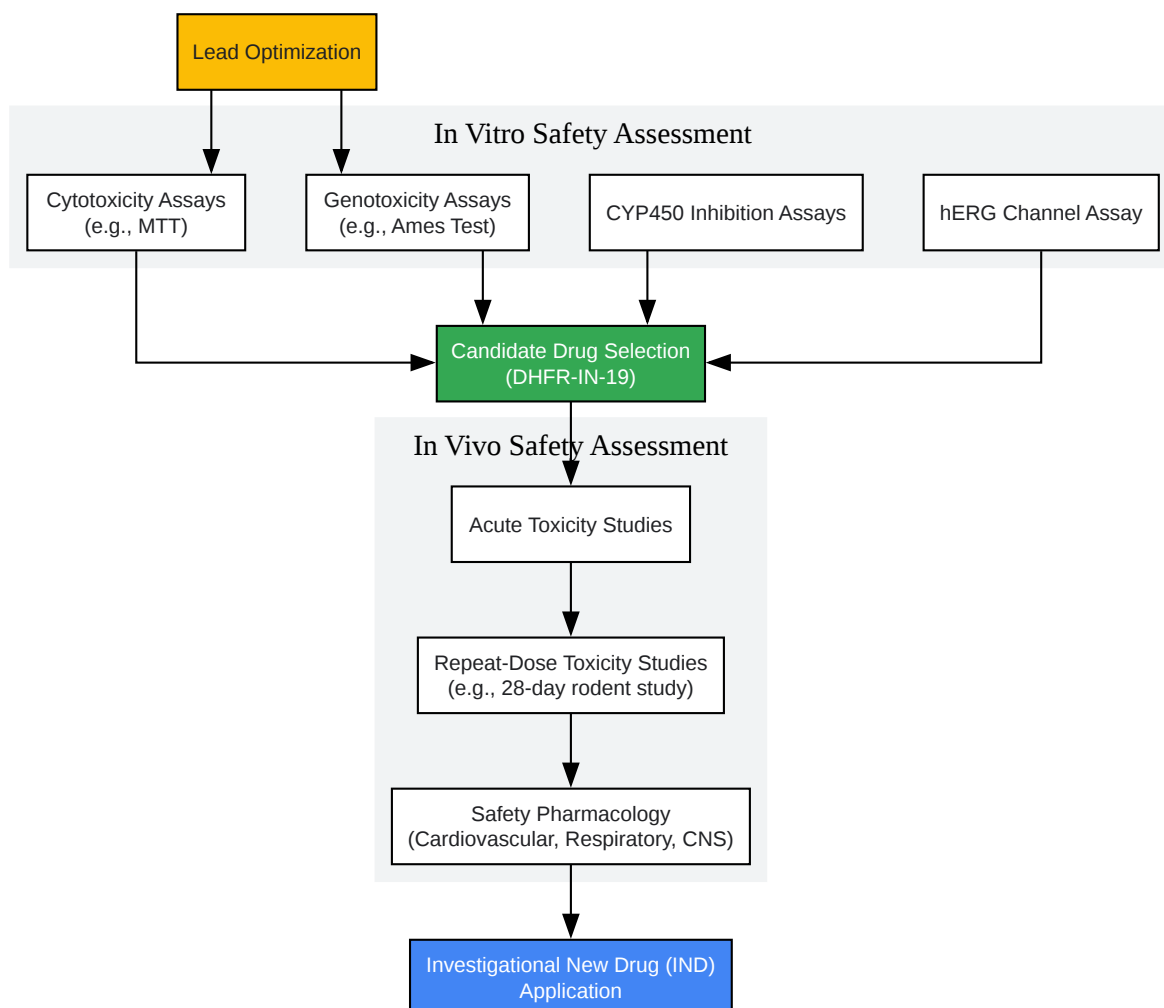 Lead Optimization
In Vitro Safety Assessment
Cytotoxicity Assays
(e.g., MTT)
Genotoxicity Assays
(e.g., Ames Test)
CYP450 Inhibition Assays
hERG Channel Assay
Candidate Drug Selection
(DHFR-IN-19)
In Vivo Safety Assessment
Acute Toxicity Studies
Repeat-Dose Toxicity Studies
(e.g., 28-day rodent study)
Safety Pharmacology
(Cardiovascular, Respiratory, CNS)
Investigational New Drug (IND)
Application